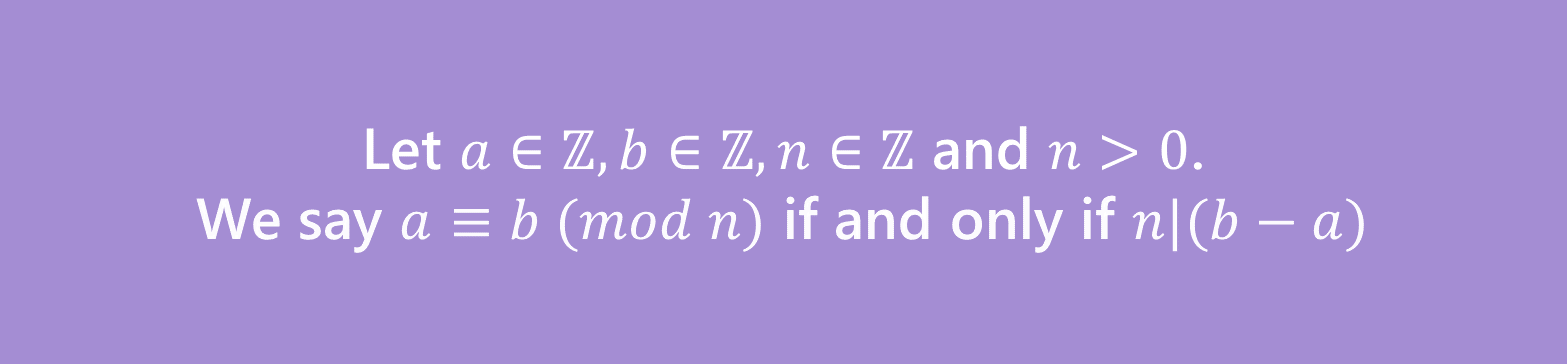 Let a ∈ ℤ, b ∈ ℤ, n ∈ ℤ and n > 0.
We say a ≡ b (mod n) if and only if n|(b − a)